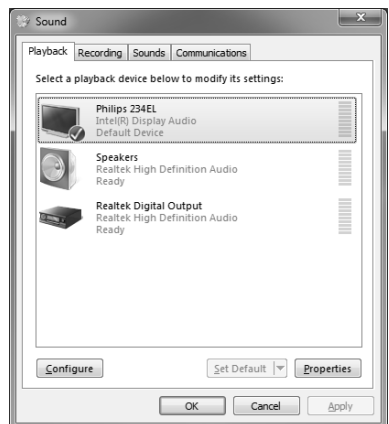 Sound
Playback Recording Sounds Communications
Select a playback device below to modify its settings:
Philips 234EL
Intel(R) Display Audio
Default Device
Speakers
Realtek High Definition Audio
Ready
Realtek Digital Output
Realtek High Definition Audio
Ready
Configure Set Default Properties
OK Cancel Apply